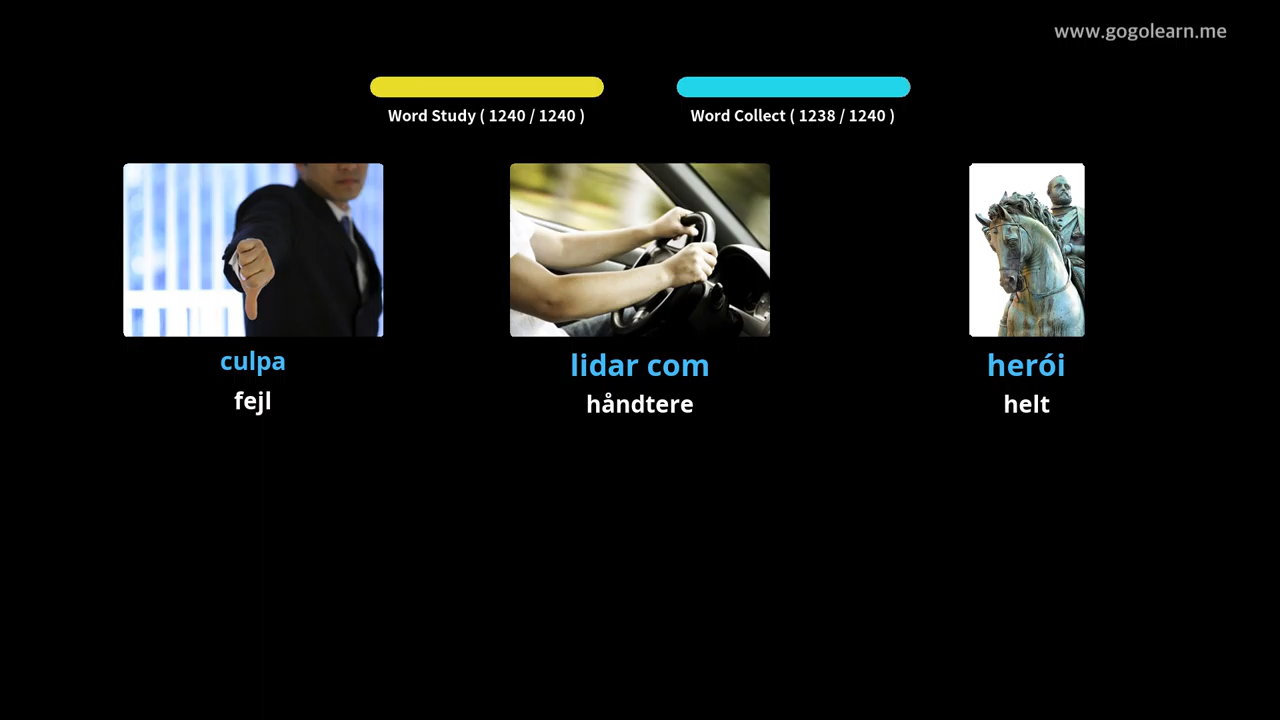 www.gogolearn.me
Word Study ( 1240 / 1240 )
Word Collect ( 1238 / 1240 )
culpa
fejl
lidar com
håndtere
herói
helt